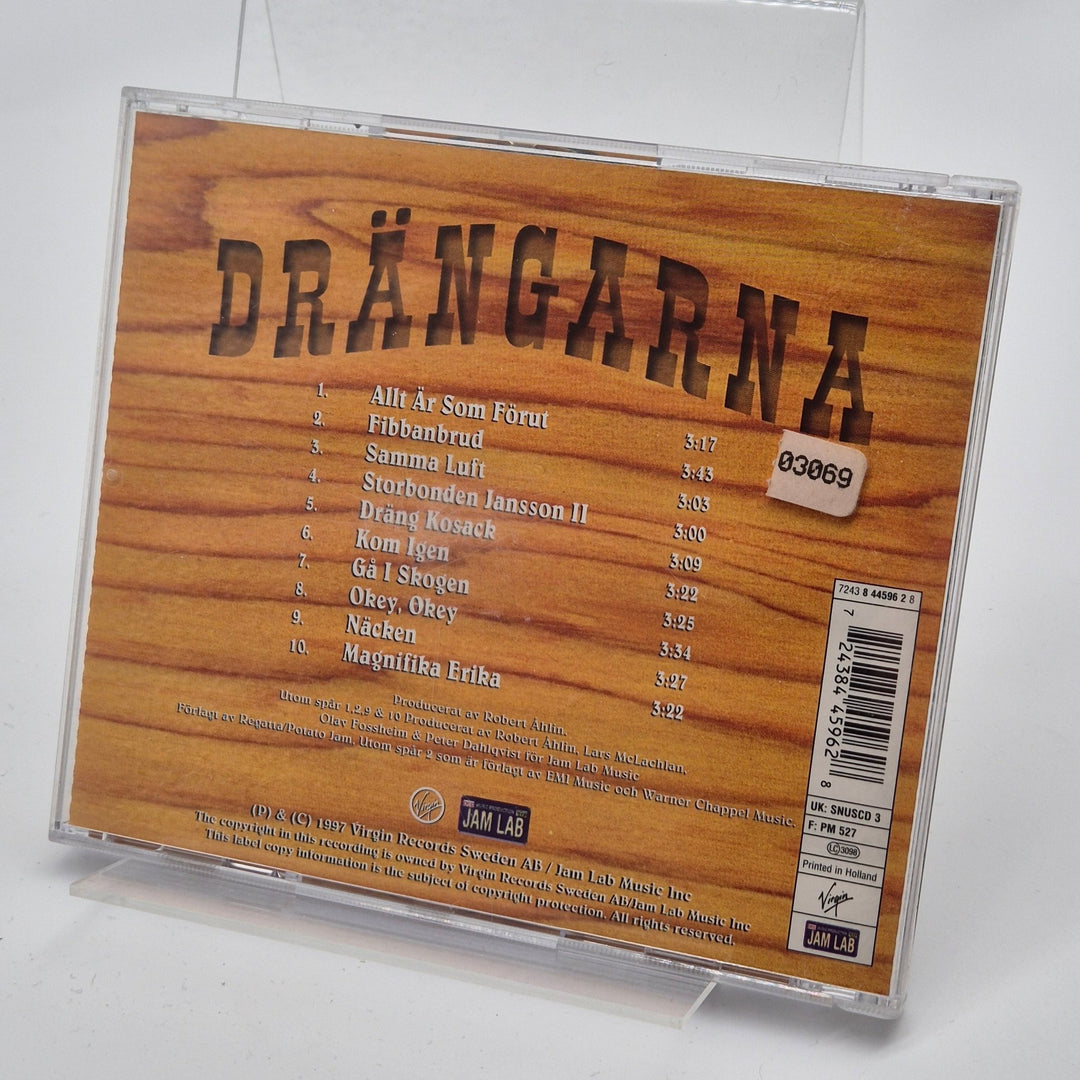 DRÄNGARNA
1. Allt Är Som Förut 3:17
2. Fibbanbrud 3:43
3. Samma Luft 3:03
4. Storbonden Jansson II 3:00
5. Dräng Kosack 3:09
6. Kom Igen 3:22
7. Gå I Skogen 3:25
8. Okey, Okey 3:34
9. Näcken 3:27
10. Magnifika Erika 3:22
03069
Producerat av Robert Åhlin.
Utom spår 1,2,9 & 10 Producerat av Robert Åhlin, Lars McLachlan,
Olav Fossheim & Peter Dahlqvist för Jam Lab Music
Förlagt av Regatta/Potato Jam. Utom spår 2 som är förlagt av EMI Music och Warner Chappel Music.
Virgin
JAM LAB
(P) & (C) 1997 Virgin Records Sweden AB / Jam Lab Music Inc
The copyright in this recording is owned by Virgin Records Sweden AB/Jam Lab Music Inc
This label copy information is the subject of copyright protection. All rights reserved.
7243 8 44596 2 8
7 24384 45962 8
UK: SNUSCD 3
F: PM 527
LC 3098
Printed in Holland
Virgin
JAM LAB